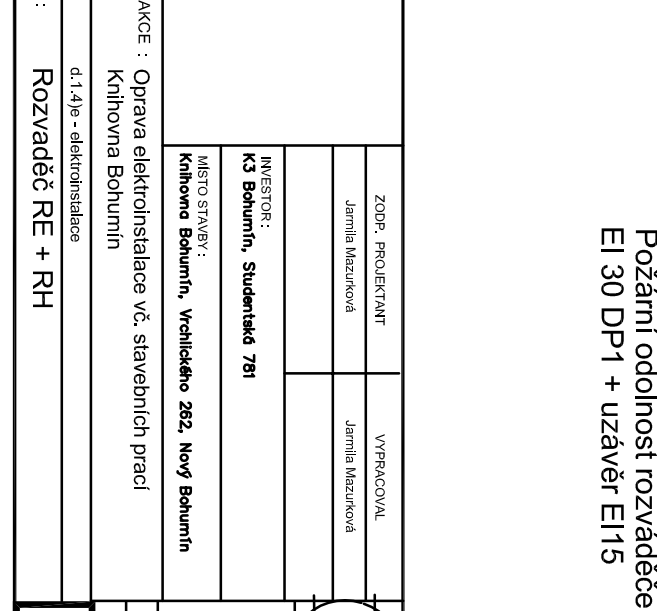 Požární odolnost rozváděče
EI 30 DP1 + uzávěr EI15
ZODP. PROJEKTANT
VYPRACOVAL
Jarmila Mazurková
Jarmila Mazurková
INVESTOR :
K3 Bohumín, Studentská 781
MÍSTO STAVBY :
Knihovna Bohumín, Vrchlického 262, Nový Bohumín
AKCE : Oprava elektroinstalace vč. stavebních prací
Knihovna Bohumín
d.1.4)e - elektroinstalace
: Rozvaděč RE + RH